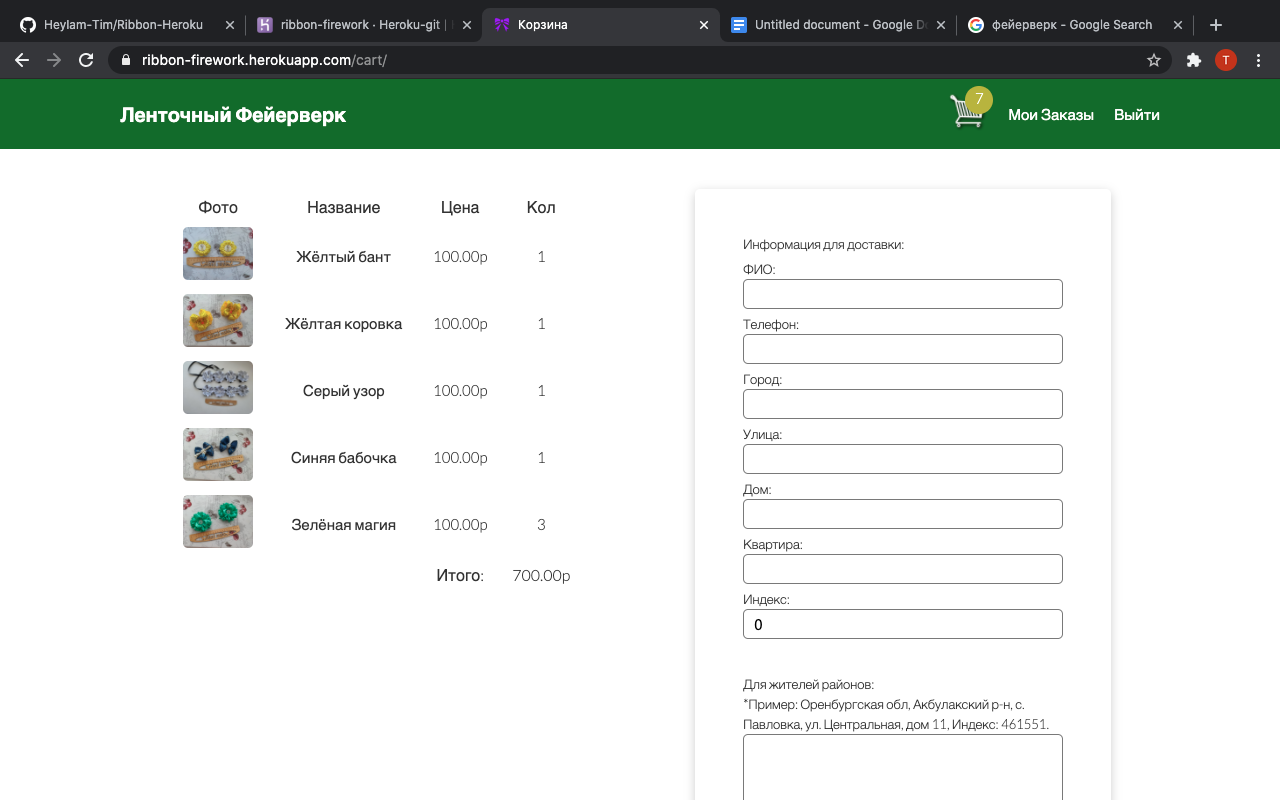 Heylam-Tim/Ribbon-Heroku
ribbon-firework · Heroku-git |
Корзина
Untitled document - Google D
фейерверк - Google Search
ribbon-firework.herokuapp.com/cart/
T
Ленточный Фейерверк
7
Мои Заказы
Выйти
Фото Название Цена Кол
Жёлтый бант 100.00р 1
Жёлтая коровка 100.00р 1
Серый узор 100.00р 1
Синяя бабочка 100.00р 1
Зелёная магия 100.00р 3
Итого: 700.00р
Информация для доставки:
ФИО:
Телефон:
Город:
Улица:
Дом:
Квартира:
Индекс:
0
Для жителей районов:
*Пример: Оренбургская обл, Акбулакский р-н, с.
Павловка, ул. Центральная, дом 11, Индекс: 461551.